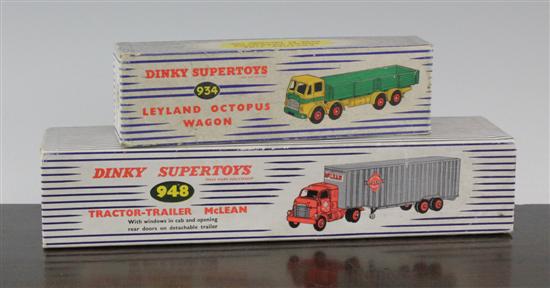 DINKY SUPERTOYS
934
LEYLAND OCTOPUS
WAGON
DINKY SUPERTOYS
948
TRACTOR-TRAILER McLEAN
With windows in cab and opening
rear doors on detachable trailer
McLEAN